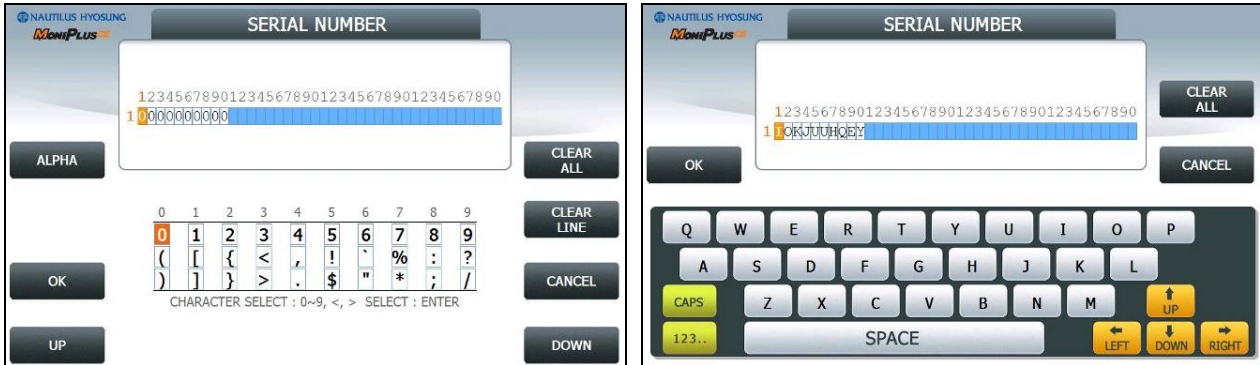 NAUTILUS HYOSUNG
MoniPlus CE
SERIAL NUMBER
1234567890123456789012345678901234567890
1 0000000000
ALPHA
CLEAR ALL
0 1 2 3 4 5 6 7 8 9
0 1 2 3 4 5 6 7 8 9
( [ { < , ! ` % : ?
) ] } > . $ " * ; /
CLEAR LINE
OK
CANCEL
CHARACTER SELECT : 0~9, <, > SELECT : ENTER
UP
DOWN
NAUTILUS HYOSUNG
MoniPlus CE
SERIAL NUMBER
CLEAR ALL
1234567890123456789012345678901234567890
1 IOKJUUHQEY
OK
CANCEL
Q W E R T Y U I O P
A S D F G H J K L
CAPS Z X C V B N M UP
123.. SPACE LEFT DOWN RIGHT